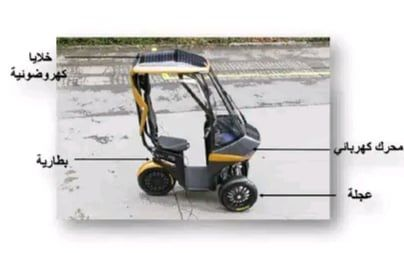 خلايا
كهروضوئية
محرك كهربائي
بطارية
عجلة